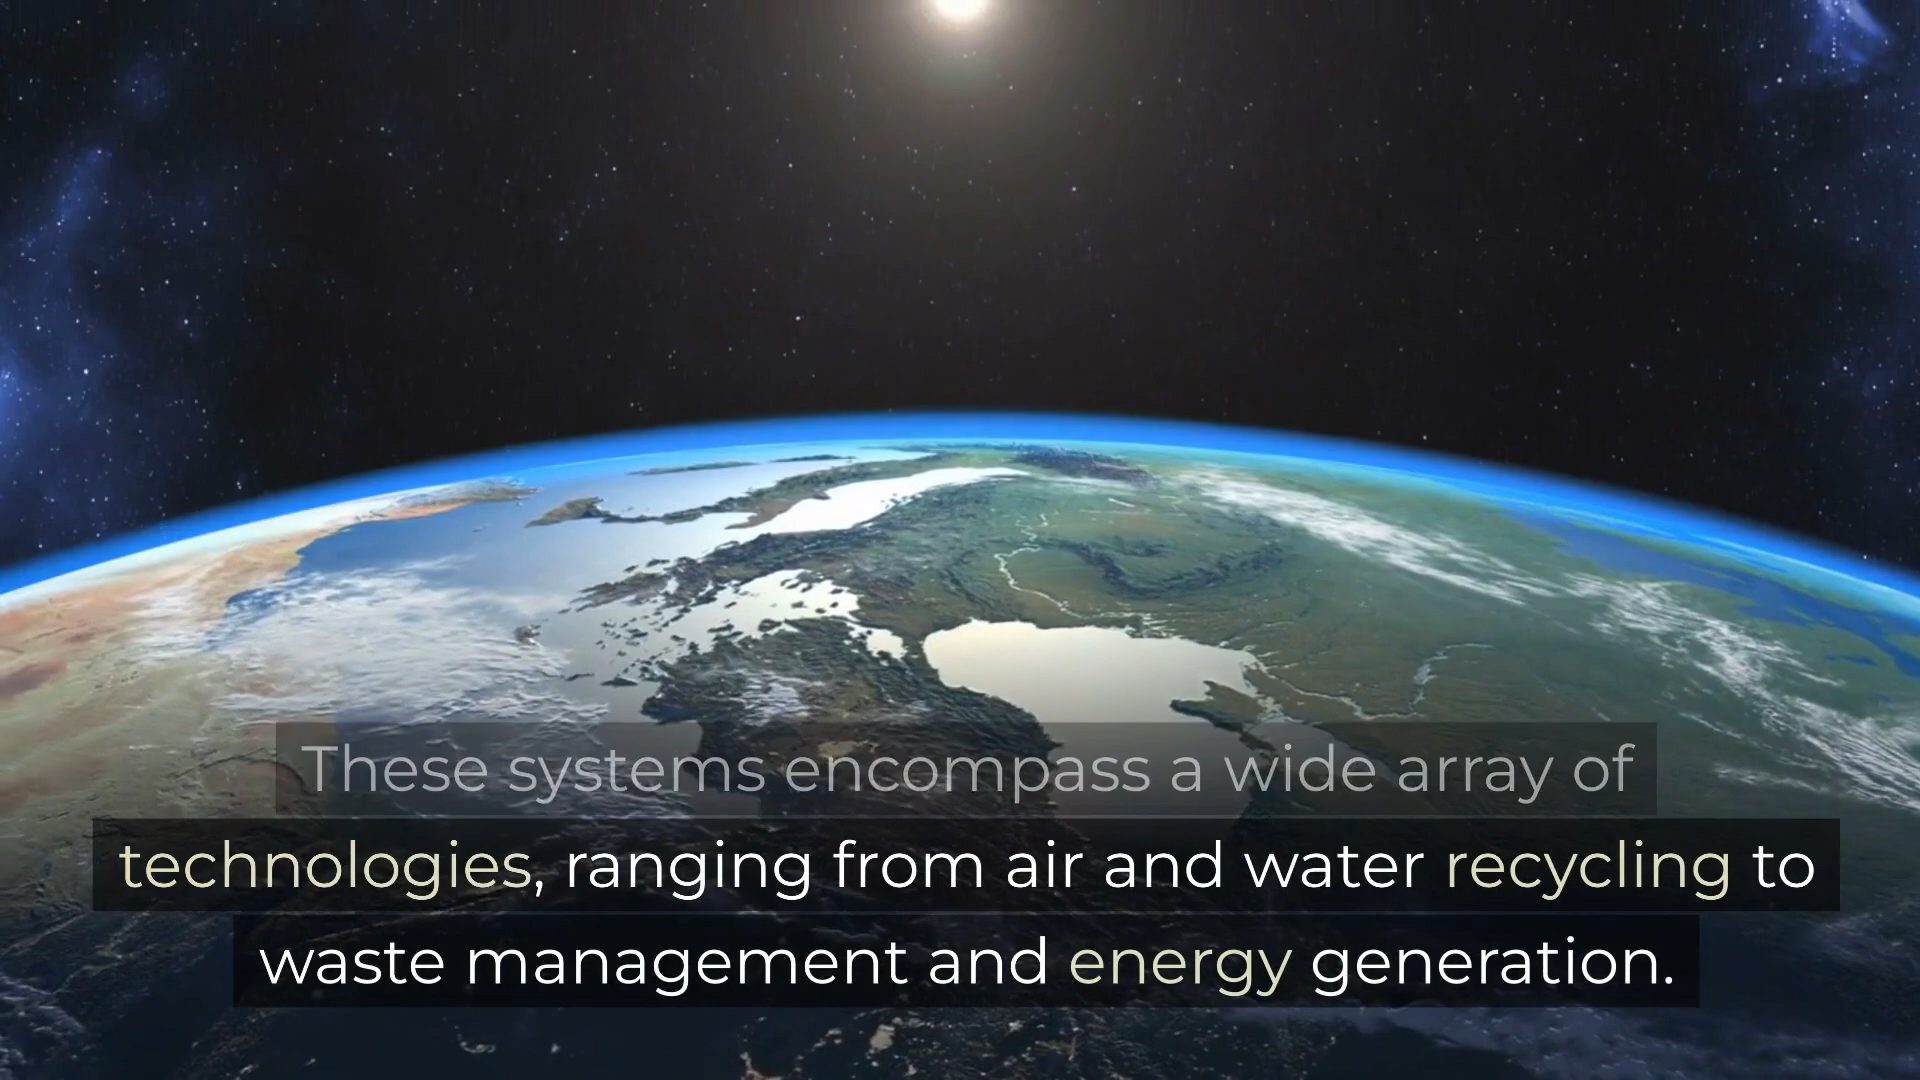 These systems encompass a wide array of
technologies, ranging from air and water recycling to
waste management and energy generation.